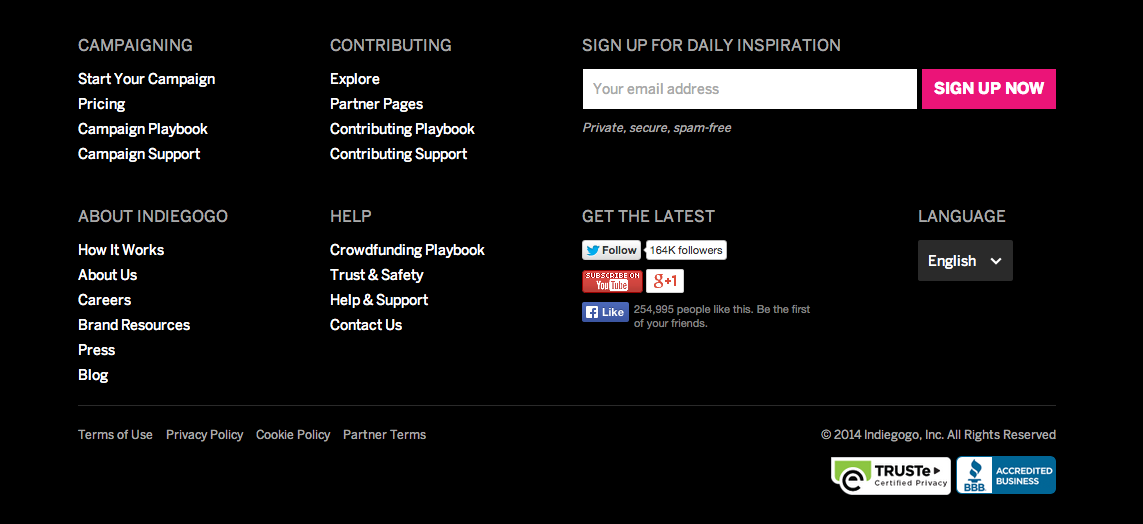 CAMPAIGNING
Start Your Campaign
Pricing
Campaign Playbook
Campaign Support
CONTRIBUTING
Explore
Partner Pages
Contributing Playbook
Contributing Support
SIGN UP FOR DAILY INSPIRATION
Your email address
SIGN UP NOW
Private, secure, spam-free
ABOUT INDIEGOGO
How It Works
About Us
Careers
Brand Resources
Press
Blog
HELP
Crowdfunding Playbook
Trust & Safety
Help & Support
Contact Us
GET THE LATEST
Follow 164K followers
SUBSCRIBE ON
YouTube
g+1
Like 254,995 people like this. Be the first
of your friends.
LANGUAGE
English
Terms of Use Privacy Policy Cookie Policy Partner Terms
© 2014 Indiegogo, Inc. All Rights Reserved
TRUSTe
Certified Privacy
BBB
ACCREDITED
BUSINESS